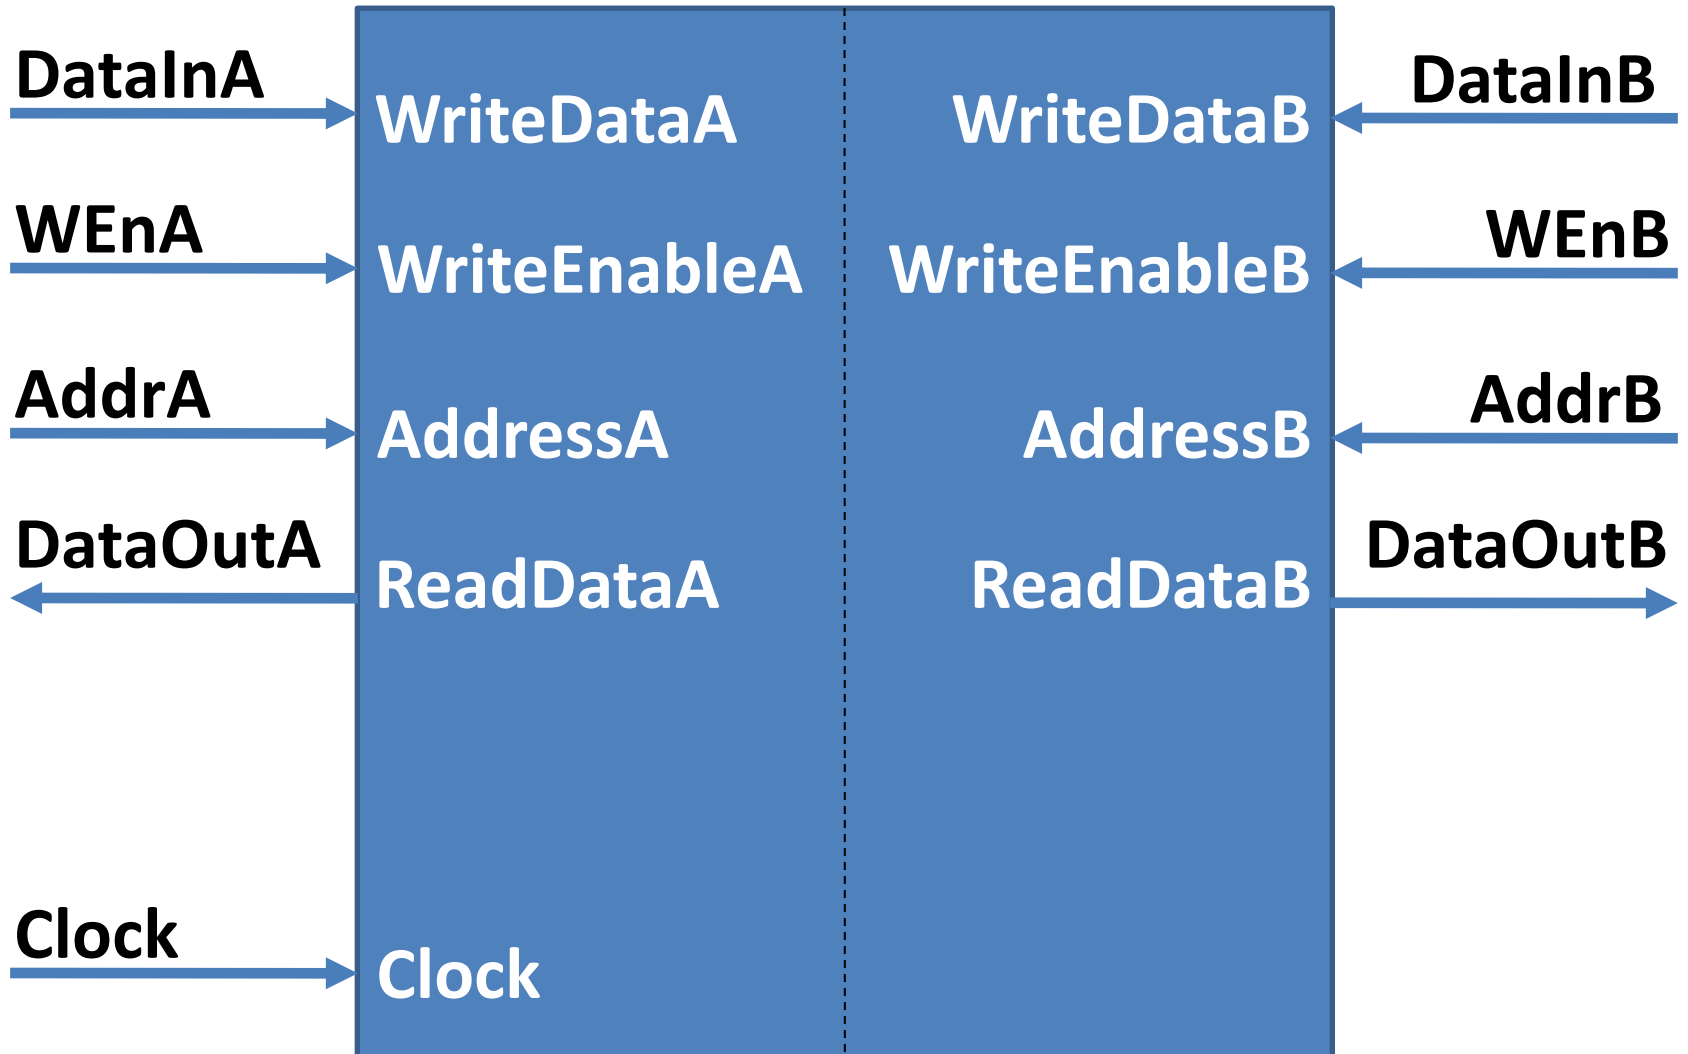 DataInA
WriteDataA
WriteDataB
DataInB
WEnA
WriteEnableA
WriteEnableB
WEnB
AddrA
AddressA
AddressB
AddrB
DataOutA
ReadDataA
ReadDataB
DataOutB
Clock
Clock